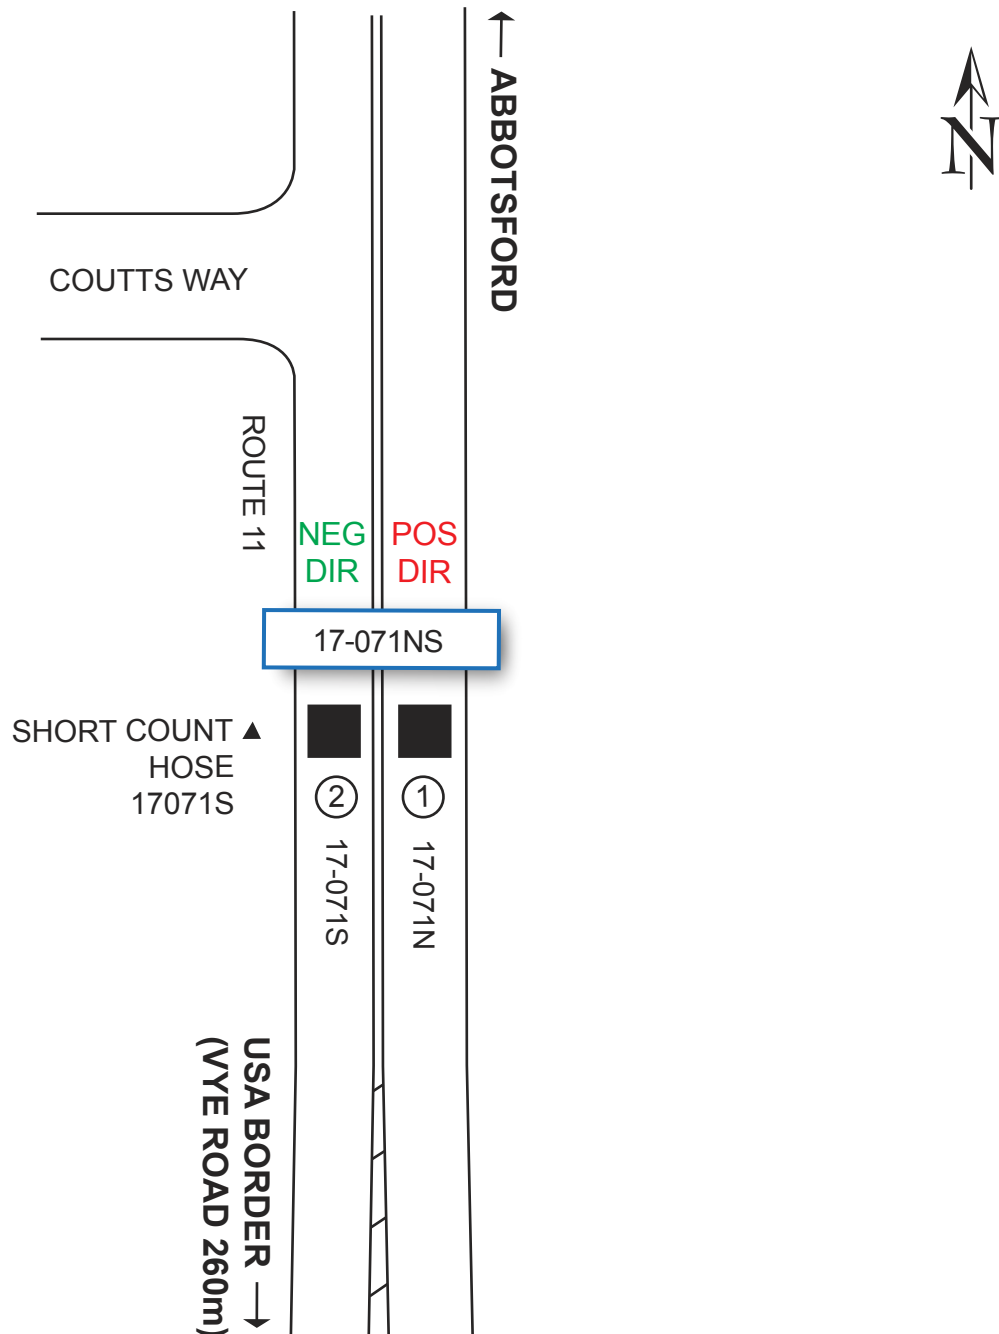 ABBOTSFORD
N
COUTTS WAY
ROUTE 11
NEG
DIR
POS
DIR
17-071NS
SHORT COUNT
HOSE
17071S
2
1
17-071S
17-071N
USA BORDER
(VYE ROAD 260m)